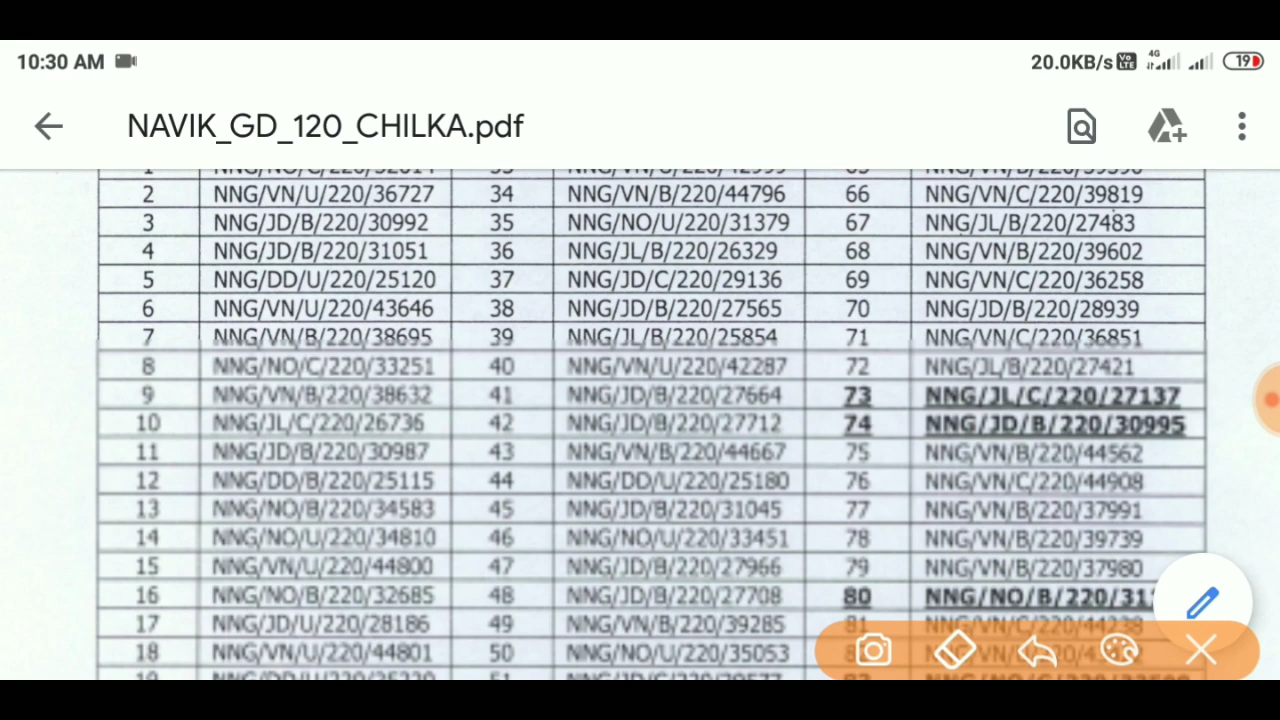 10:30 AM 20.0KB/s Vo LTE 4G 19
NAVIK_GD_120_CHILKA.pdf
2 NNG/VN/U/220/36727 34 NNG/VN/B/220/44796 66 NNG/VN/C/220/39819
3 NNG/JD/B/220/30992 35 NNG/NO/U/220/31379 67 NNG/JL/B/220/27483
4 NNG/JD/B/220/31051 36 NNG/JL/B/220/26329 68 NNG/VN/B/220/39602
5 NNG/DD/U/220/25120 37 NNG/JD/C/220/29136 69 NNG/VN/C/220/36258
6 NNG/VN/U/220/43646 38 NNG/JD/B/220/27565 70 NNG/JD/B/220/28939
7 NNG/VN/B/220/38695 39 NNG/JL/B/220/25854 71 NNG/VN/C/220/36851
8 NNG/NO/C/220/33251 40 NNG/VN/U/220/42287 72 NNG/JL/B/220/27421
9 NNG/VN/B/220/38632 41 NNG/JD/B/220/27664 73 NNG/JL/C/220/27137
10 NNG/JL/C/220/26736 42 NNG/JD/B/220/27712 74 NNG/JD/B/220/30995
11 NNG/JD/B/220/30987 43 NNG/VN/B/220/44667 75 NNG/VN/B/220/44562
12 NNG/DD/B/220/25115 44 NNG/DD/U/220/25180 76 NNG/VN/C/220/44908
13 NNG/NO/B/220/34583 45 NNG/JD/B/220/31045 77 NNG/VN/B/220/37991
14 NNG/NO/U/220/34810 46 NNG/NO/U/220/33451 78 NNG/VN/B/220/39739
15 NNG/VN/U/220/44800 47 NNG/JD/B/220/27966 79 NNG/VN/B/220/37980
16 NNG/NO/B/220/32685 48 NNG/JD/B/220/27708 80
17 NNG/JD/U/220/28186 49 NNG/VN/B/220/39285 81 NNG/VN/C/220/44238
18 NNG/VN/U/220/44801 50 NNG/NO/U/220/35053